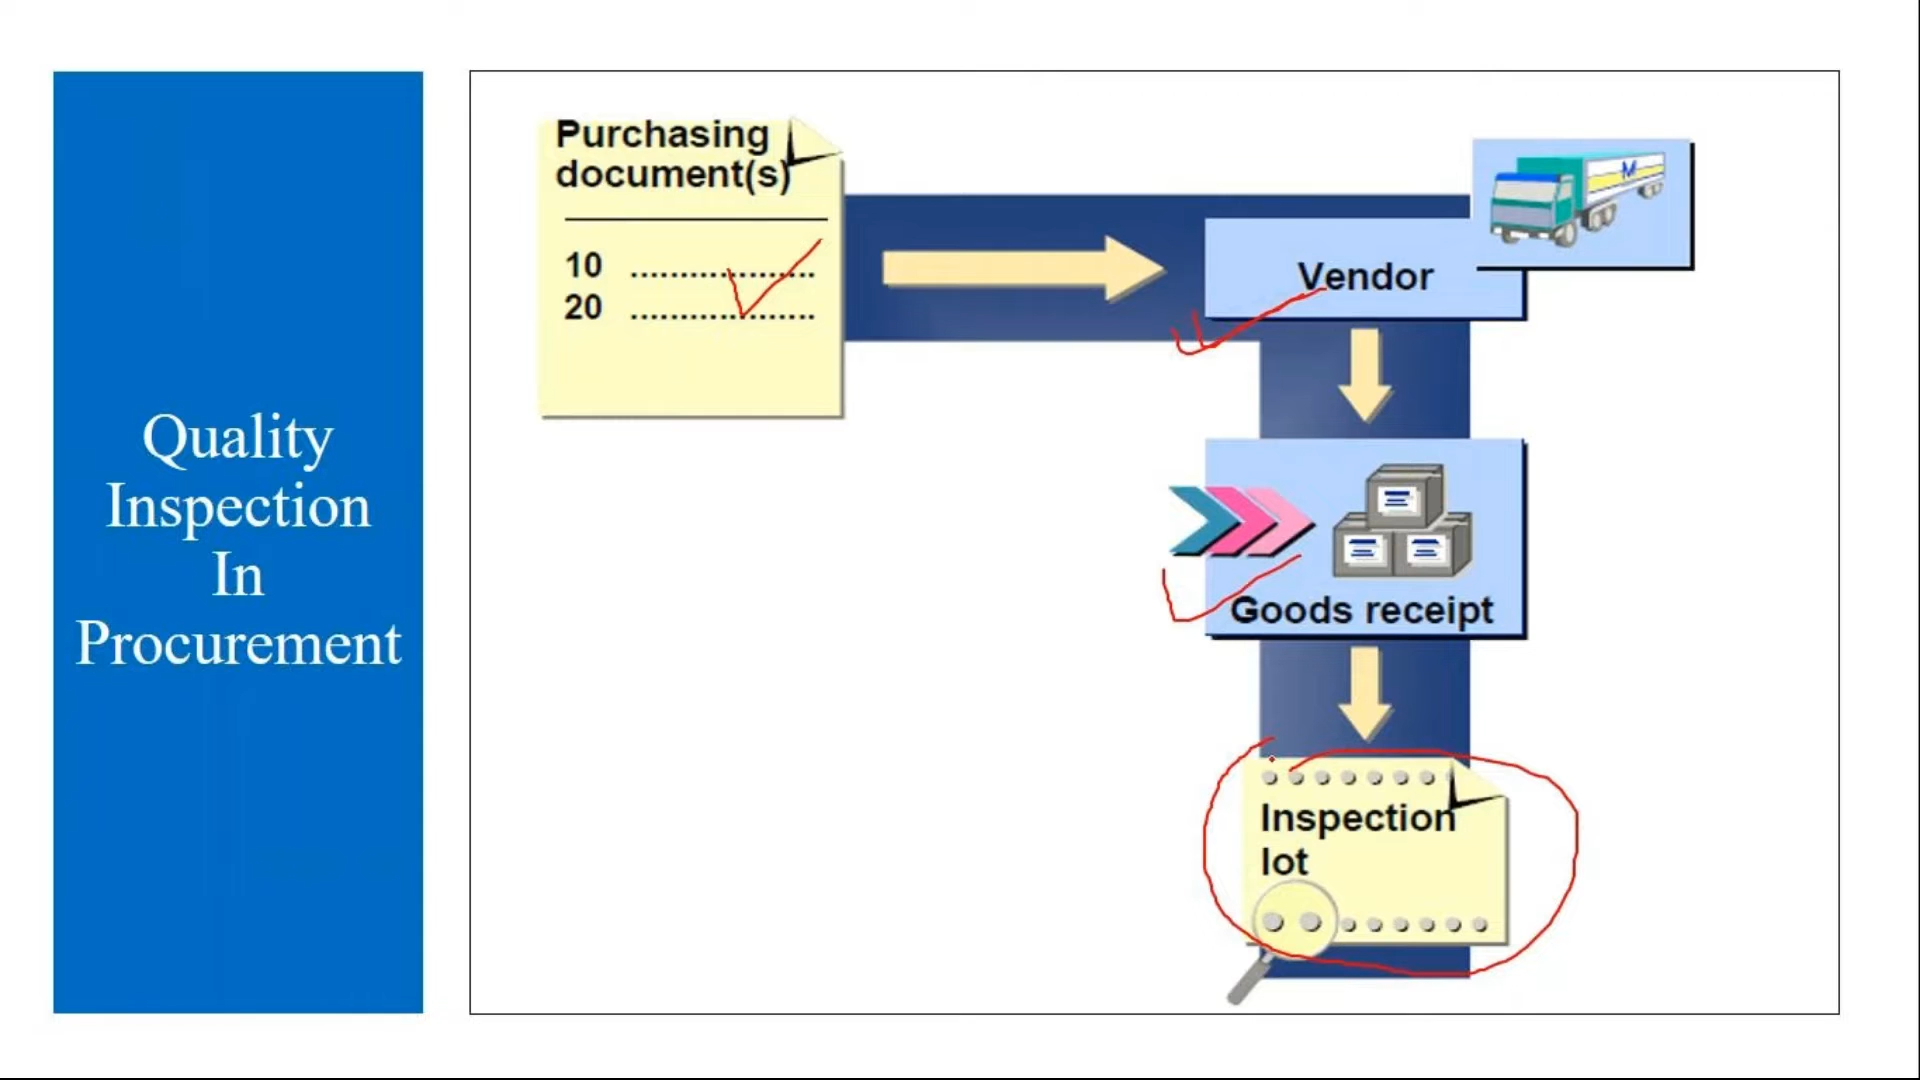 Quality
Inspection
In
Procurement
Purchasing
document(s)
10 ...................
20 ...................
M
Vendor
Goods receipt
Inspection
lot